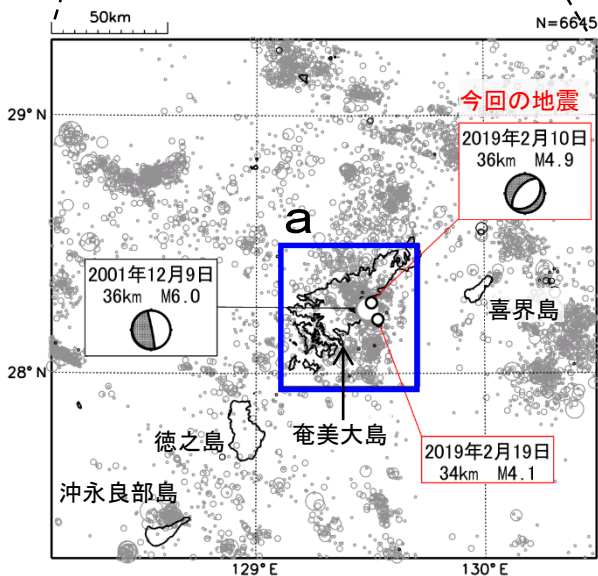 50km
N=6645
29°N
今回の地震
2019年2月10日
36km M4.9
a
2001年12月9日
36km M6.0
喜界島
28°N
奄美大島
徳之島
2019年2月19日
34km M4.1
沖永良部島
129°E
130°E